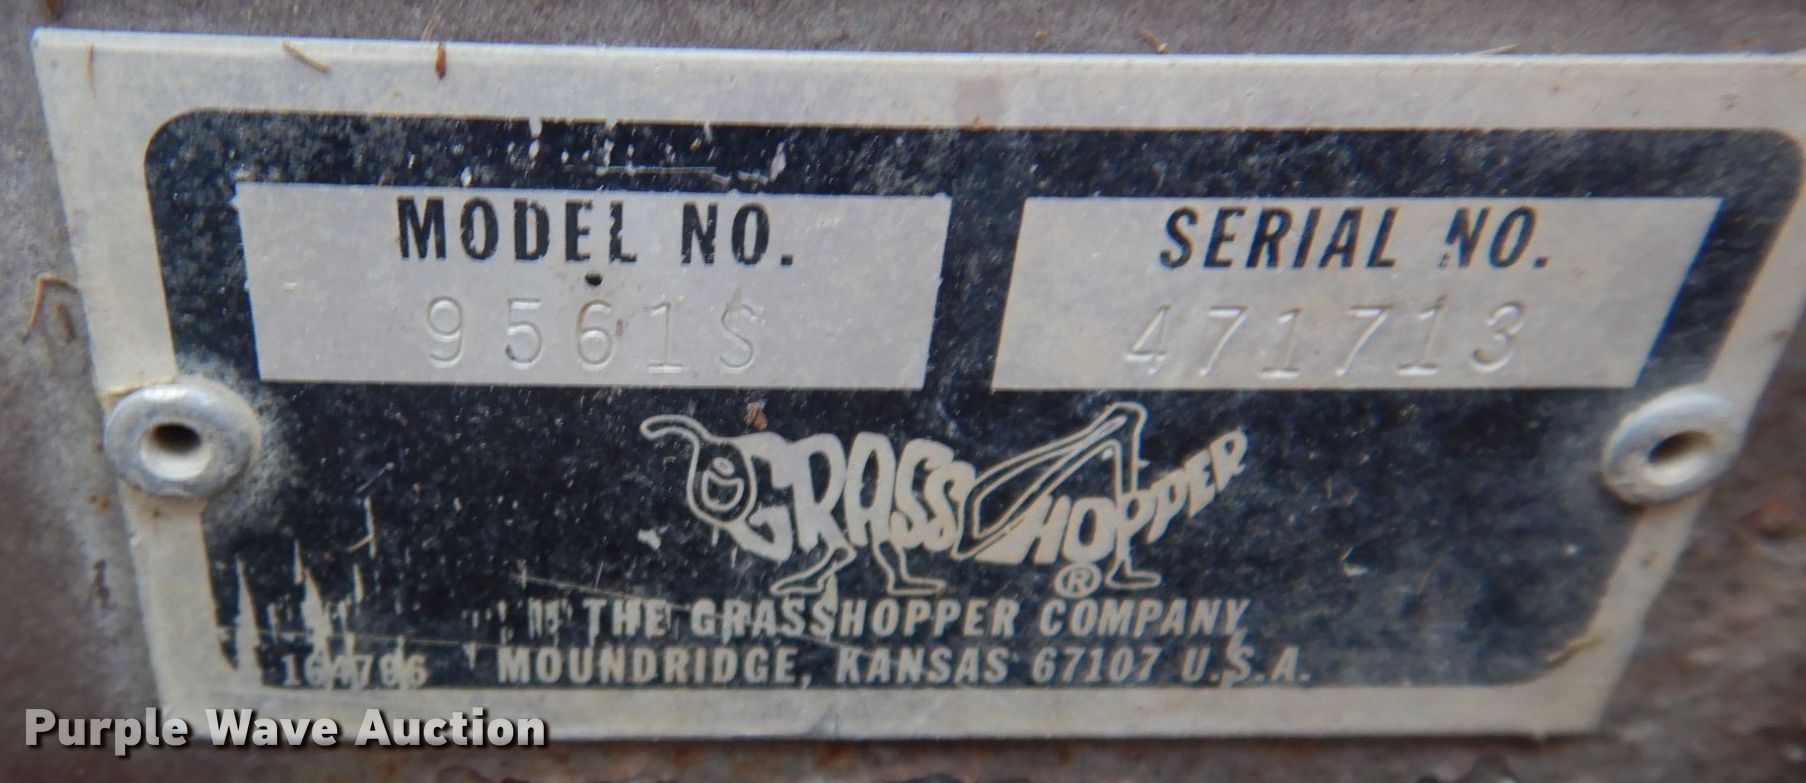 MODEL NO.
9561S
SERIAL NO.
471713
GRASSHOPPER
®
THE GRASSHOPPER COMPANY
MOUNDRIDGE, KANSAS 67107 U.S.A.
Purple Wave Auction